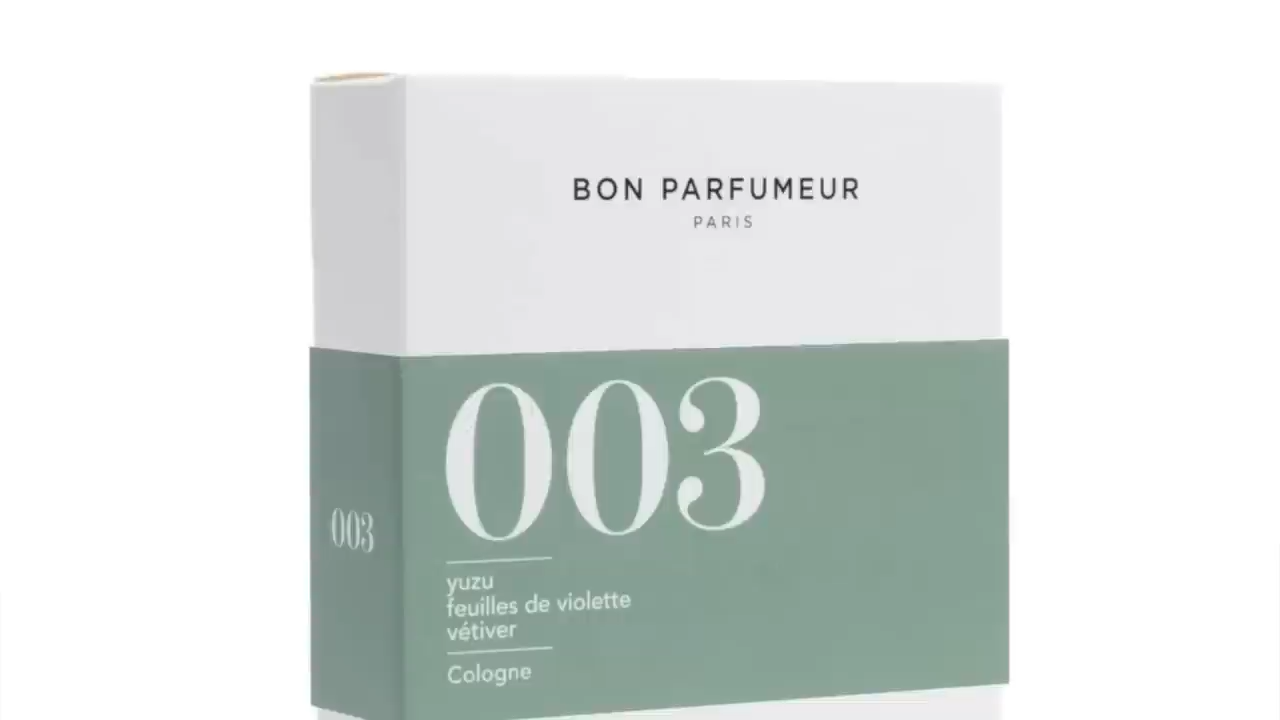 BON PARFUMEUR
PARIS
003
003
yuzu
feuilles de violette
vétiver
Cologne